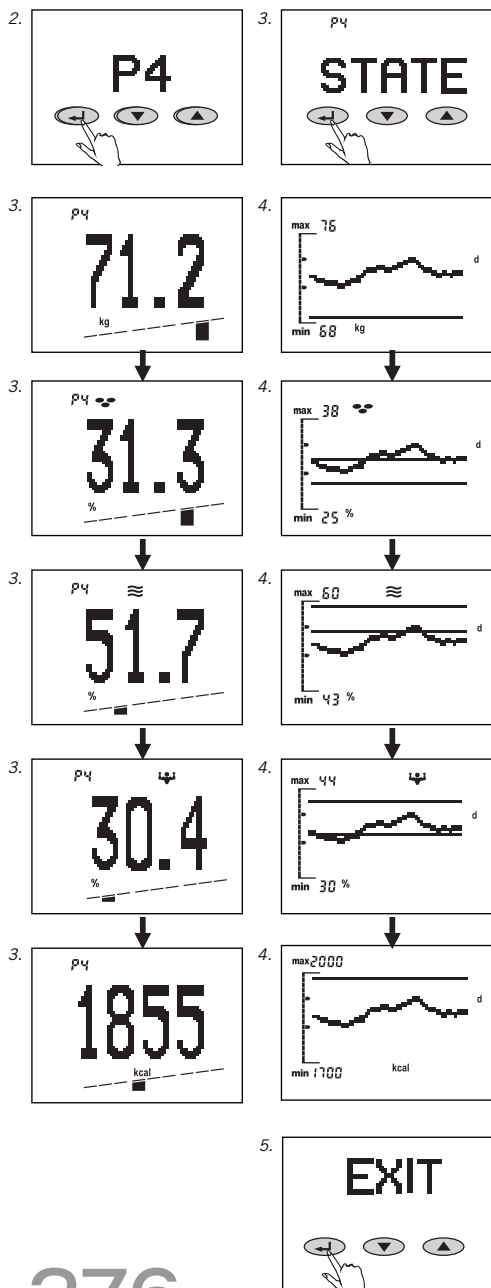 2.
P4
3.
P4
STATE
3.
P4
71.2
kg
4.
max 76
d
min 68 kg
3.
P4
31.3
%
4.
max 38
d
min 25 %
3.
P4
51.7
%
4.
max 60
d
min 43 %
3.
P4
30.4
%
4.
max 44
d
min 30 %
3.
P4
1855
kcal
4.
max 2000
d
min 1700 kcal
5.
EXIT